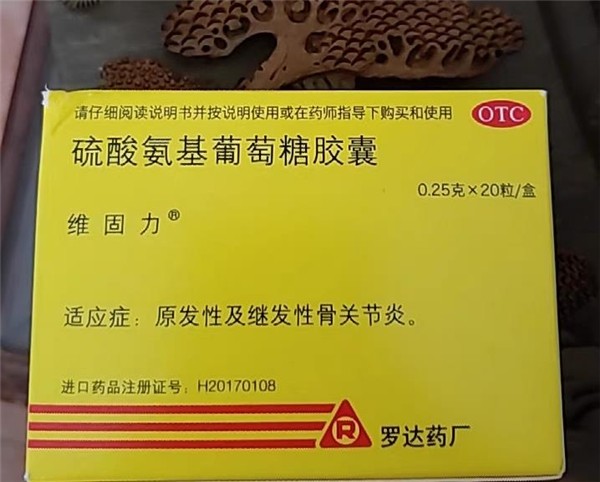 请仔细阅读说明书并按说明使用或在药师指导下购买和使用
OTC
硫酸氨基葡萄糖胶囊
0.25克×20粒/盒
维固力®
适应症：原发性及继发性骨关节炎。
进口药品注册证号：H20170108
R
罗达药厂